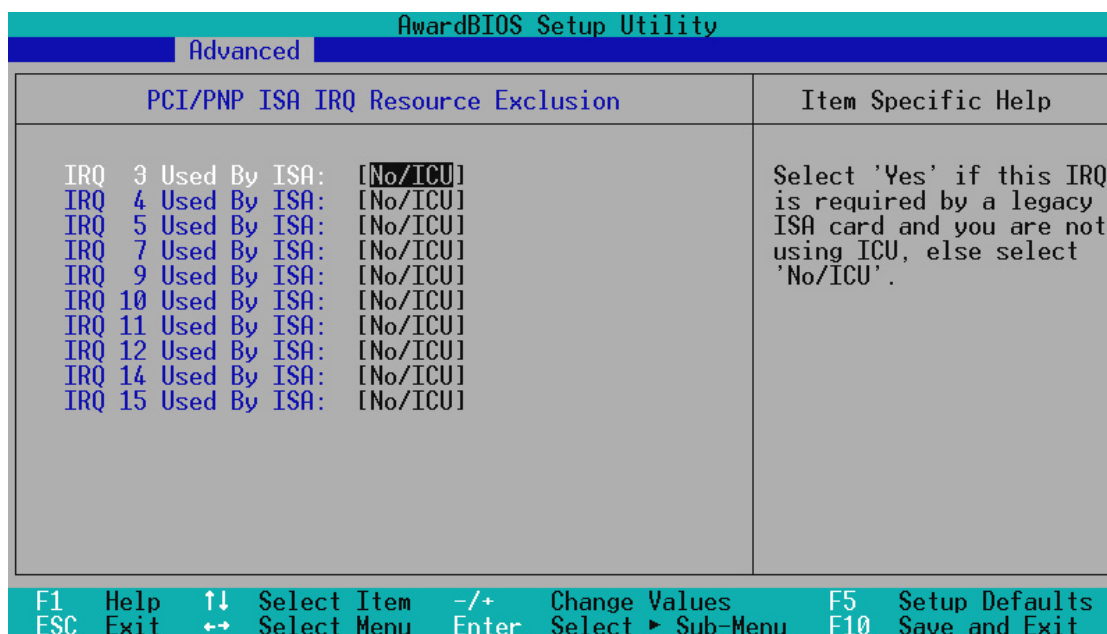 AwardBIOS Setup Utility
Advanced
PCI/PNP ISA IRQ Resource Exclusion
Item Specific Help
IRQ 3 Used By ISA: [No/ICU]
IRQ 4 Used By ISA: [No/ICU]
IRQ 5 Used By ISA: [No/ICU]
IRQ 7 Used By ISA: [No/ICU]
IRQ 9 Used By ISA: [No/ICU]
IRQ 10 Used By ISA: [No/ICU]
IRQ 11 Used By ISA: [No/ICU]
IRQ 12 Used By ISA: [No/ICU]
IRQ 14 Used By ISA: [No/ICU]
IRQ 15 Used By ISA: [No/ICU]
Select 'Yes' if this IRQ
is required by a legacy
ISA card and you are not
using ICU, else select
'No/ICU'.
F1 Help ↑↓ Select Item -/+ Change Values F5 Setup Defaults
ESC Exit ←→ Select Menu Enter Select ► Sub-Menu F10 Save and Exit